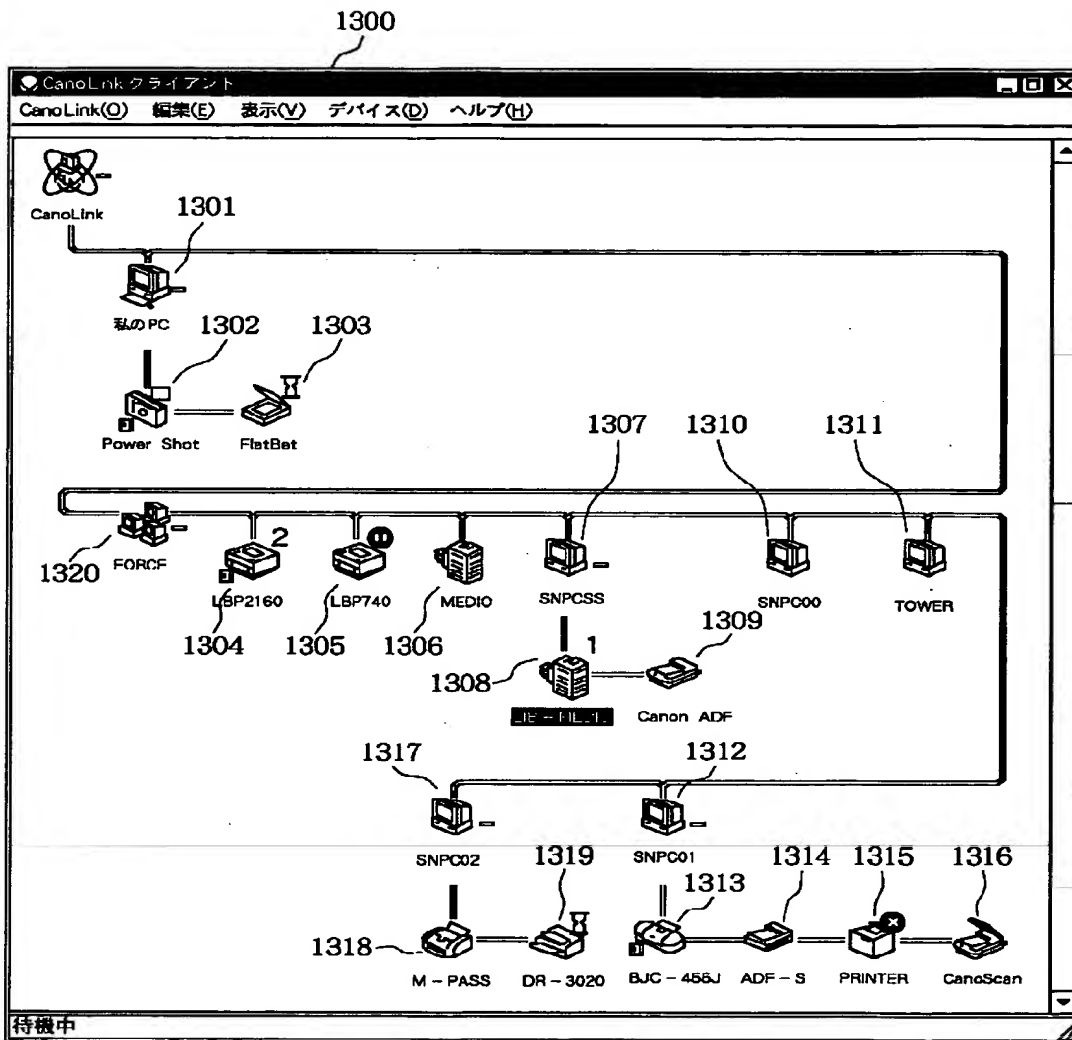 1300
CanoLink クライアント
CanoLink(O) 編集(E) 表示(V) デバイス(D) ヘルプ(H)
CanoLink
1301
私のPC
1302
1303
Power Shot
FlatBet
1307
1310
1311
1320
FORCE
2
LBP2160
LBP740
MEDIO
SNPCSS
SNPC00
TOWER
1304
1305
1306
1308
1
1309
Canon ADF
1317
1312
SNPC02
SNPC01
1319
1313
1314
1315
1316
1318
M-PASS
DR-3020
BJC-455J
ADF-S
PRINTER
CanoScan
待機中